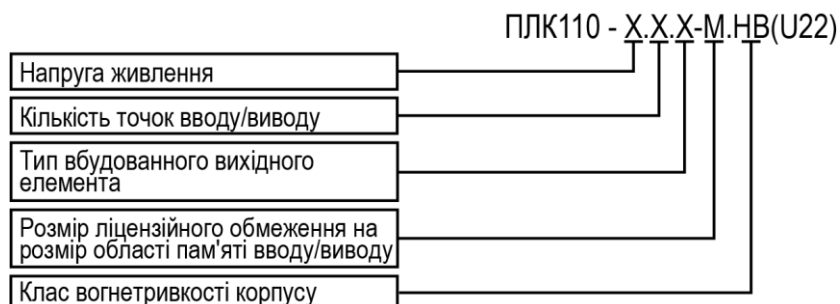 ПЛК110 - Х.Х.Х-М.НВ(U22)
Напруга живлення
Кількість точок вводу/виводу
Тип вбудованного вихідного
елемента
Розмір ліцензійного обмеження на
розмір області пам'яті вводу/виводу
Клас вогнетривкості корпусу